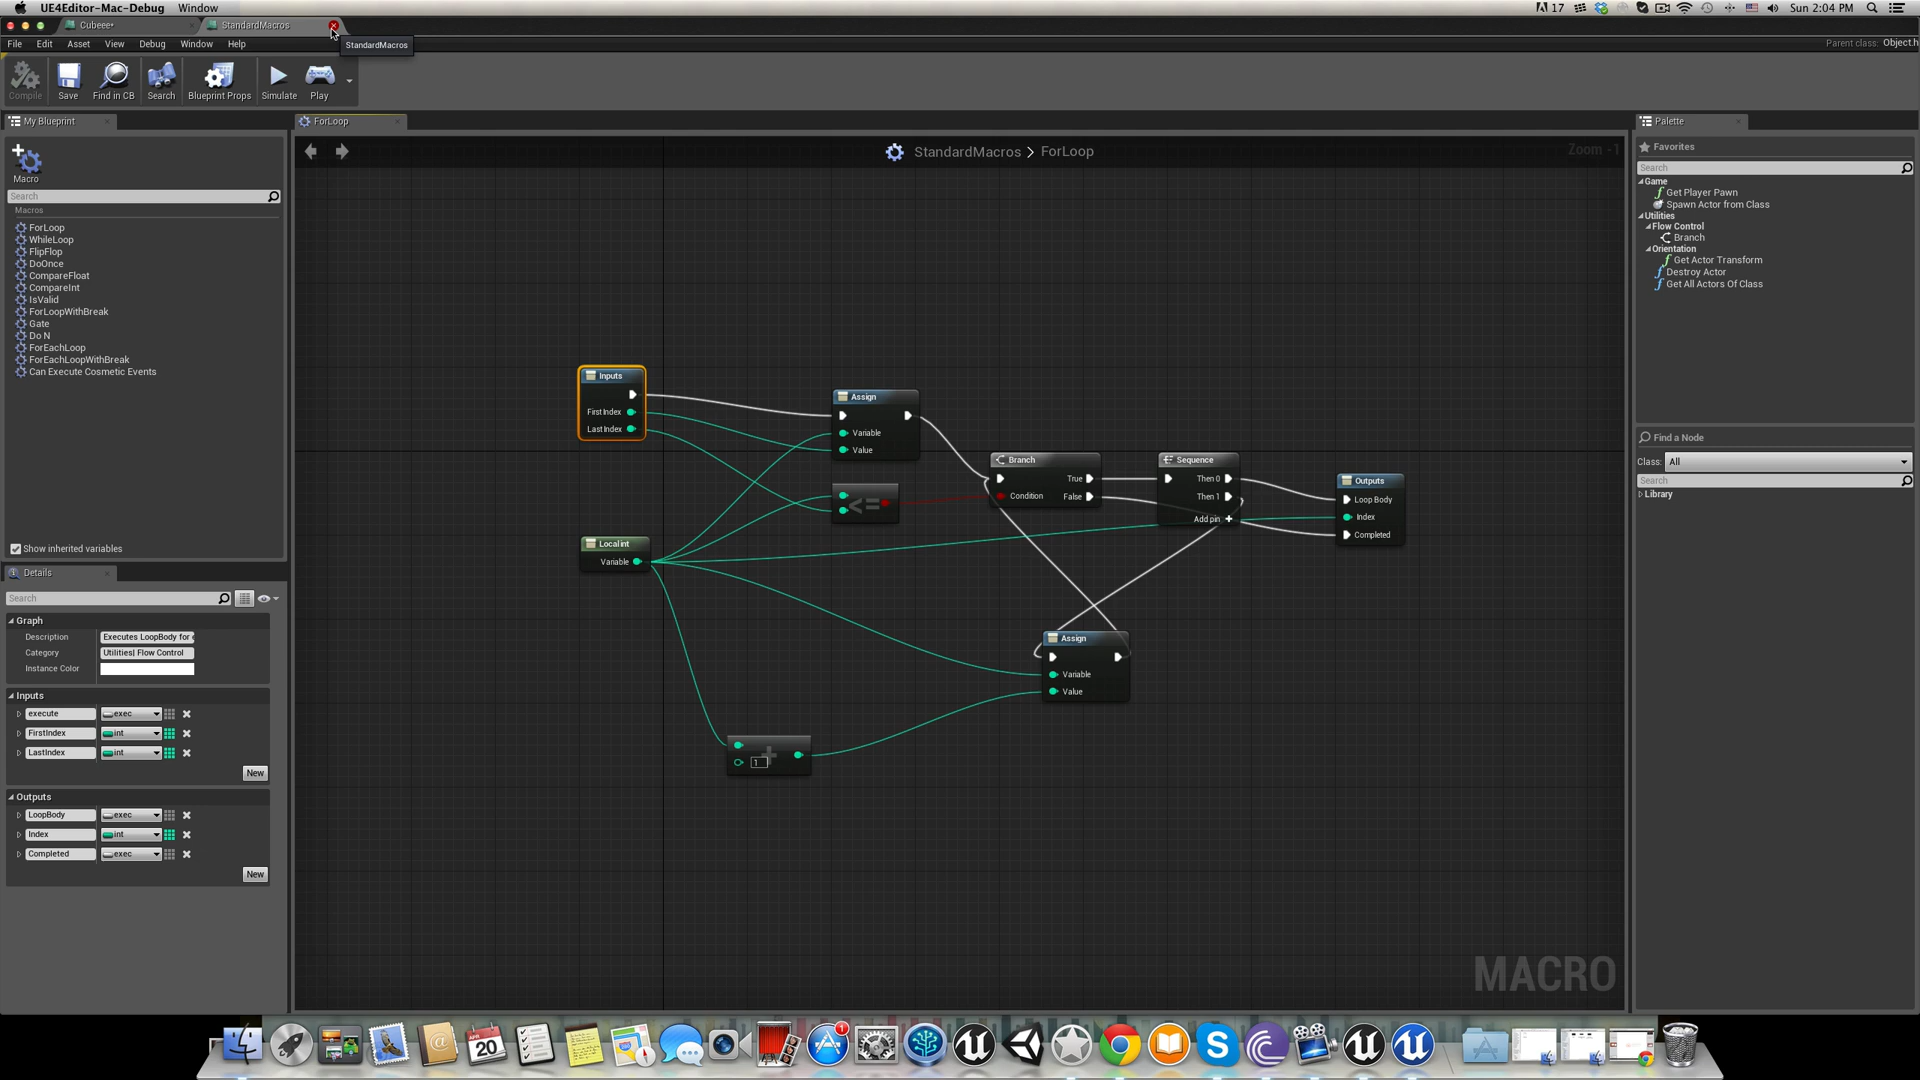 UE4Editor-Mac-Debug Window
17 Sun 2:04 PM
Cubeee*
StandardMacros
StandardMacros
File Edit Asset View Debug Window Help
Parent class: Object.h
Compile Save Find in CB Search Blueprint Props Simulate Play
My Blueprint
Macro
Search
Macros
ForLoop
WhileLoop
FlipFlop
DoOnce
CompareFloat
CompareInt
IsValid
ForLoopWithBreak
Gate
Do N
ForEachLoop
ForEachLoopWithBreak
Can Execute Cosmetic Events
Show inherited variables
Details
Search
Graph
Description Executes LoopBody for
Category Utilities| Flow Control
Instance Color
Inputs
execute exec
FirstIndex int
LastIndex int
New
Outputs
LoopBody exec
Index int
Completed exec
New
ForLoop
StandardMacros > ForLoop
Zoom -1
Inputs
First Index
Last Index
Assign
Variable
Value
<=
Local int
Variable
Branch
True
Condition False
Sequence
Then 0
Then 1
Add pin +
Outputs
Loop Body
Index
Completed
Assign
Variable
Value
+
1
MACRO
Palette
Favorites
Search
Game
Get Player Pawn
Spawn Actor from Class
Utilities
Flow Control
Branch
Orientation
Get Actor Transform
Destroy Actor
Get All Actors Of Class
Find a Node
Class: All
Search
Library
APR
20
1